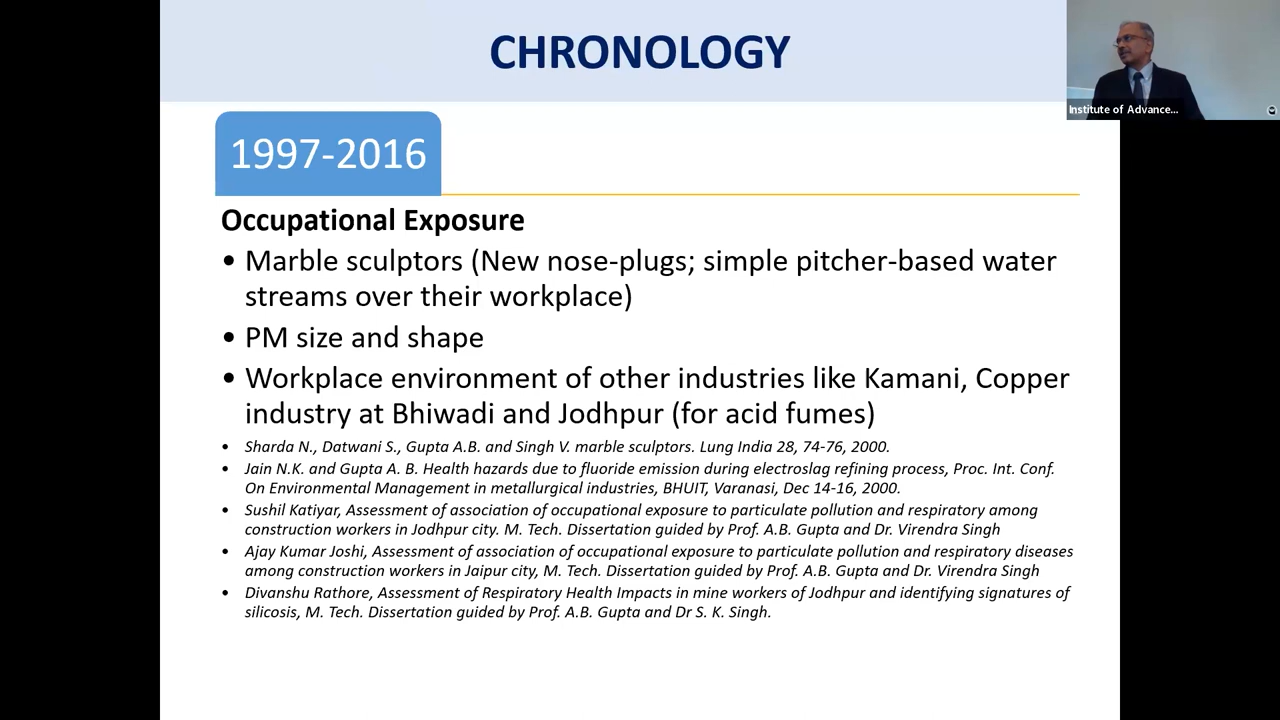 CHRONOLOGY
Institute of Advance...
1997-2016
Occupational Exposure
• Marble sculptors (New nose-plugs; simple pitcher-based water
streams over their workplace)
• PM size and shape
• Workplace environment of other industries like Kamani, Copper
industry at Bhiwadi and Jodhpur (for acid fumes)
• Sharda N., Datwani S., Gupta A.B. and Singh V. marble sculptors. Lung India 28, 74-76, 2000.
• Jain N.K. and Gupta A. B. Health hazards due to fluoride emission during electroslag refining process, Proc. Int. Conf.
On Environmental Management in metallurgical industries, BHUIT, Varanasi, Dec 14-16, 2000.
• Sushil Katiyar, Assessment of association of occupational exposure to particulate pollution and respiratory among
construction workers in Jodhpur city. M. Tech. Dissertation guided by Prof. A.B. Gupta and Dr. Virendra Singh
• Ajay Kumar Joshi, Assessment of association of occupational exposure to particulate pollution and respiratory diseases
among construction workers in Jaipur city, M. Tech. Dissertation guided by Prof. A.B. Gupta and Dr. Virendra Singh
• Divanshu Rathore, Assessment of Respiratory Health Impacts in mine workers of Jodhpur and identifying signatures of
silicosis, M. Tech. Dissertation guided by Prof. A.B. Gupta and Dr S. K. Singh.